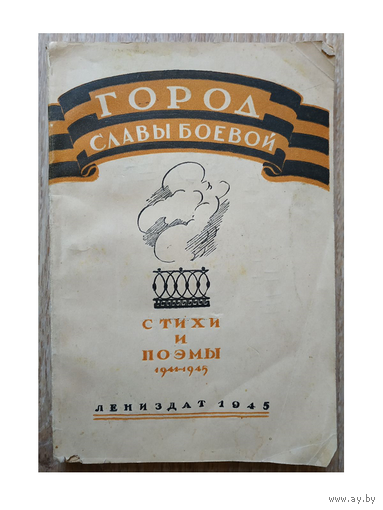 ГОРОД
СЛАВЫ БОЕВОЙ
СТИХИ
И
ПОЭМЫ
1941-1945
ЛЕНИЗДАТ 1945
www.ay.by